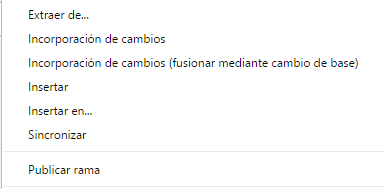 Extraer de...
Incorporación de cambios
Incorporación de cambios (fusionar mediante cambio de base)
Insertar
Insertar en...
Sincronizar
Publicar rama